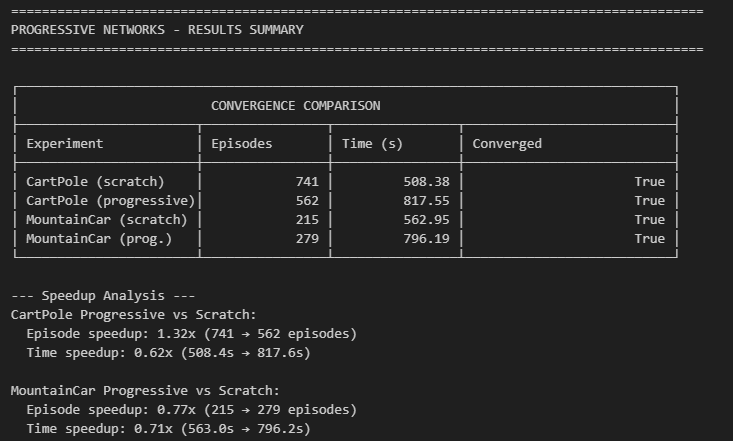 PROGRESSIVE NETWORKS - RESULTS SUMMARY
CONVERGENCE COMPARISON
Experiment Episodes Time (s) Converged
CartPole (scratch) 741 508.38 True
CartPole (progressive) 562 817.55 True
MountainCar (scratch) 215 562.95 True
MountainCar (prog.) 279 796.19 True
--- Speedup Analysis ---
CartPole Progressive vs Scratch:
Episode speedup: 1.32x (741 → 562 episodes)
Time speedup: 0.62x (508.4s → 817.6s)
MountainCar Progressive vs Scratch:
Episode speedup: 0.77x (215 → 279 episodes)
Time speedup: 0.71x (563.0s → 796.2s)